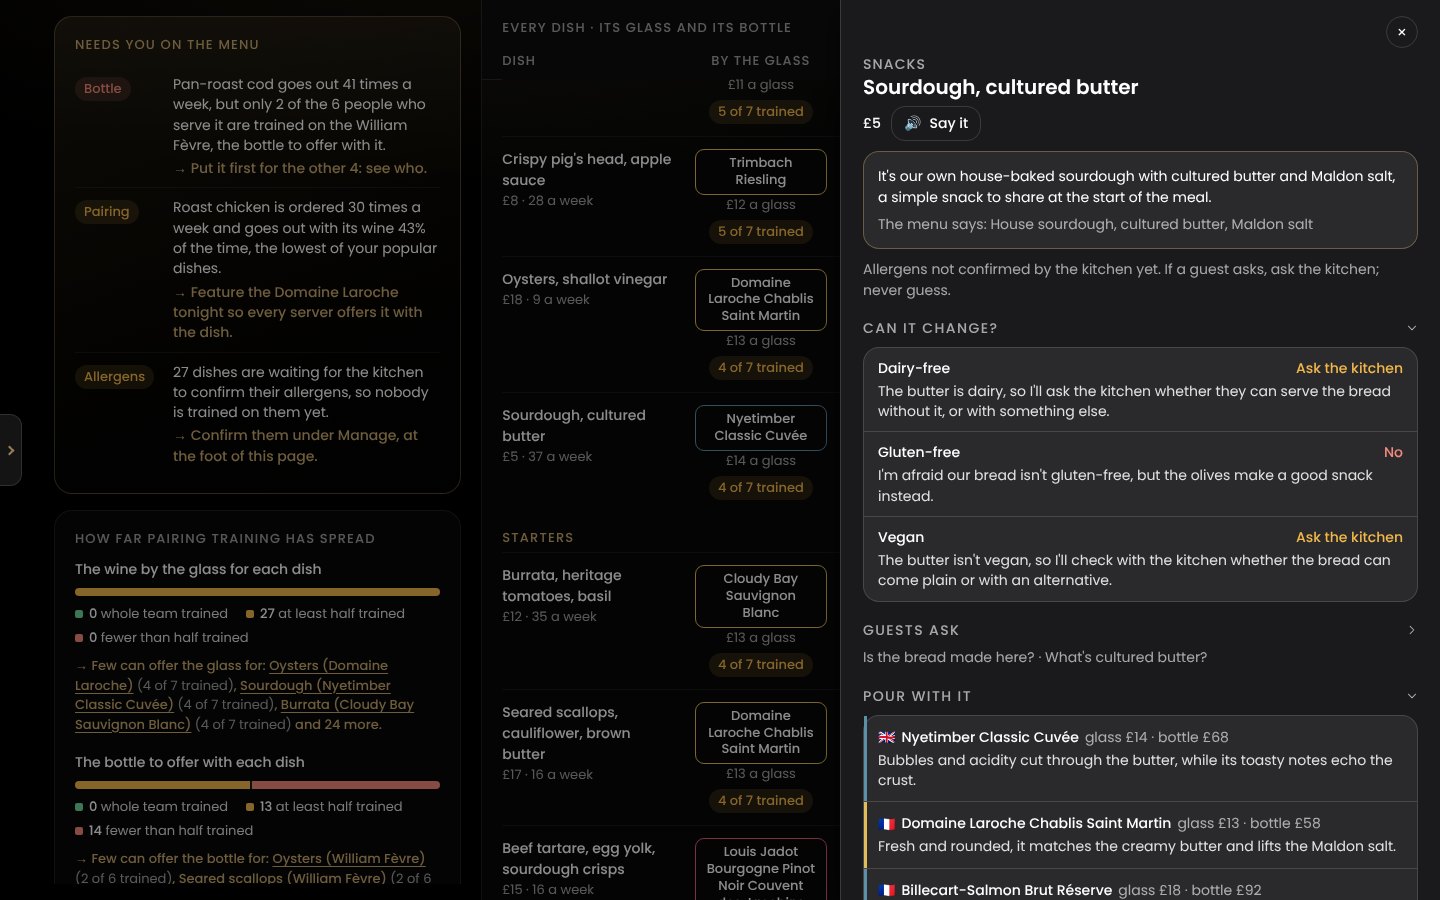 NEEDS YOU ON THE MENU
Bottle
Pan-roast cod goes out 41 times a
week, but only 2 of the 6 people who
serve it are trained on the William
Fèvre, the bottle to offer with it.
→ Put it first for the other 4: see who.
Pairing
Roast chicken is ordered 30 times a
week and goes out with its wine 43%
of the time, the lowest of your popular
dishes.
→ Feature the Domaine Laroche
tonight so every server offers it with
the dish.
Allergens
27 dishes are waiting for the kitchen
to confirm their allergens, so nobody
is trained on them yet.
→ Confirm them under Manage, at
the foot of this page.
HOW FAR PAIRING TRAINING HAS SPREAD
The wine by the glass for each dish
0 whole team trained 27 at least half trained
0 fewer than half trained
→ Few can offer the glass for: Oysters (Domaine
Laroche) (4 of 7 trained), Sourdough (Nyetimber
Classic Cuvée) (4 of 7 trained), Burrata (Cloudy Bay
Sauvignon Blanc) (4 of 7 trained) and 24 more.
The bottle to offer with each dish
0 whole team trained 13 at least half trained
14 fewer than half trained
→ Few can offer the bottle for: Oysters (William Fèvre)
(2 of 6 trained), Seared scallops (William Fèvre) (2 of 6
EVERY DISH · ITS GLASS AND ITS BOTTLE
DISH BY THE GLASS
£11 a glass
5 of 7 trained
Crispy pig's head, apple
sauce
£8 · 28 a week
Trimbach
Riesling
£12 a glass
5 of 7 trained
Oysters, shallot vinegar
£18 · 9 a week
Domaine
Laroche Chablis
Saint Martin
£13 a glass
4 of 7 trained
Sourdough, cultured
butter
£5 · 37 a week
Nyetimber
Classic Cuvée
£14 a glass
4 of 7 trained
STARTERS
Burrata, heritage
tomatoes, basil
£12 · 35 a week
Cloudy Bay
Sauvignon
Blanc
£13 a glass
4 of 7 trained
Seared scallops,
cauliflower, brown
butter
£17 · 16 a week
Domaine
Laroche Chablis
Saint Martin
£13 a glass
4 of 7 trained
Beef tartare, egg yolk,
sourdough crisps
£15 · 16 a week
Louis Jadot
Bourgogne Pinot
Noir Couvent
SNACKS
Sourdough, cultured butter
£5 Say it
It's our own house-baked sourdough with cultured butter and Maldon salt,
a simple snack to share at the start of the meal.
The menu says: House sourdough, cultured butter, Maldon salt
Allergens not confirmed by the kitchen yet. If a guest asks, ask the kitchen;
never guess.
CAN IT CHANGE?
Dairy-free Ask the kitchen
The butter is dairy, so I'll ask the kitchen whether they can serve the bread
without it, or with something else.
Gluten-free No
I'm afraid our bread isn't gluten-free, but the olives make a good snack
instead.
Vegan Ask the kitchen
The butter isn't vegan, so I'll check with the kitchen whether the bread can
come plain or with an alternative.
GUESTS ASK
Is the bread made here? · What's cultured butter?
POUR WITH IT
Nyetimber Classic Cuvée glass £14 · bottle £68
Bubbles and acidity cut through the butter, while its toasty notes echo the
crust.
Domaine Laroche Chablis Saint Martin glass £13 · bottle £58
Fresh and rounded, it matches the creamy butter and lifts the Maldon salt.
Billecart-Salmon Brut Réserve glass £18 · bottle £92